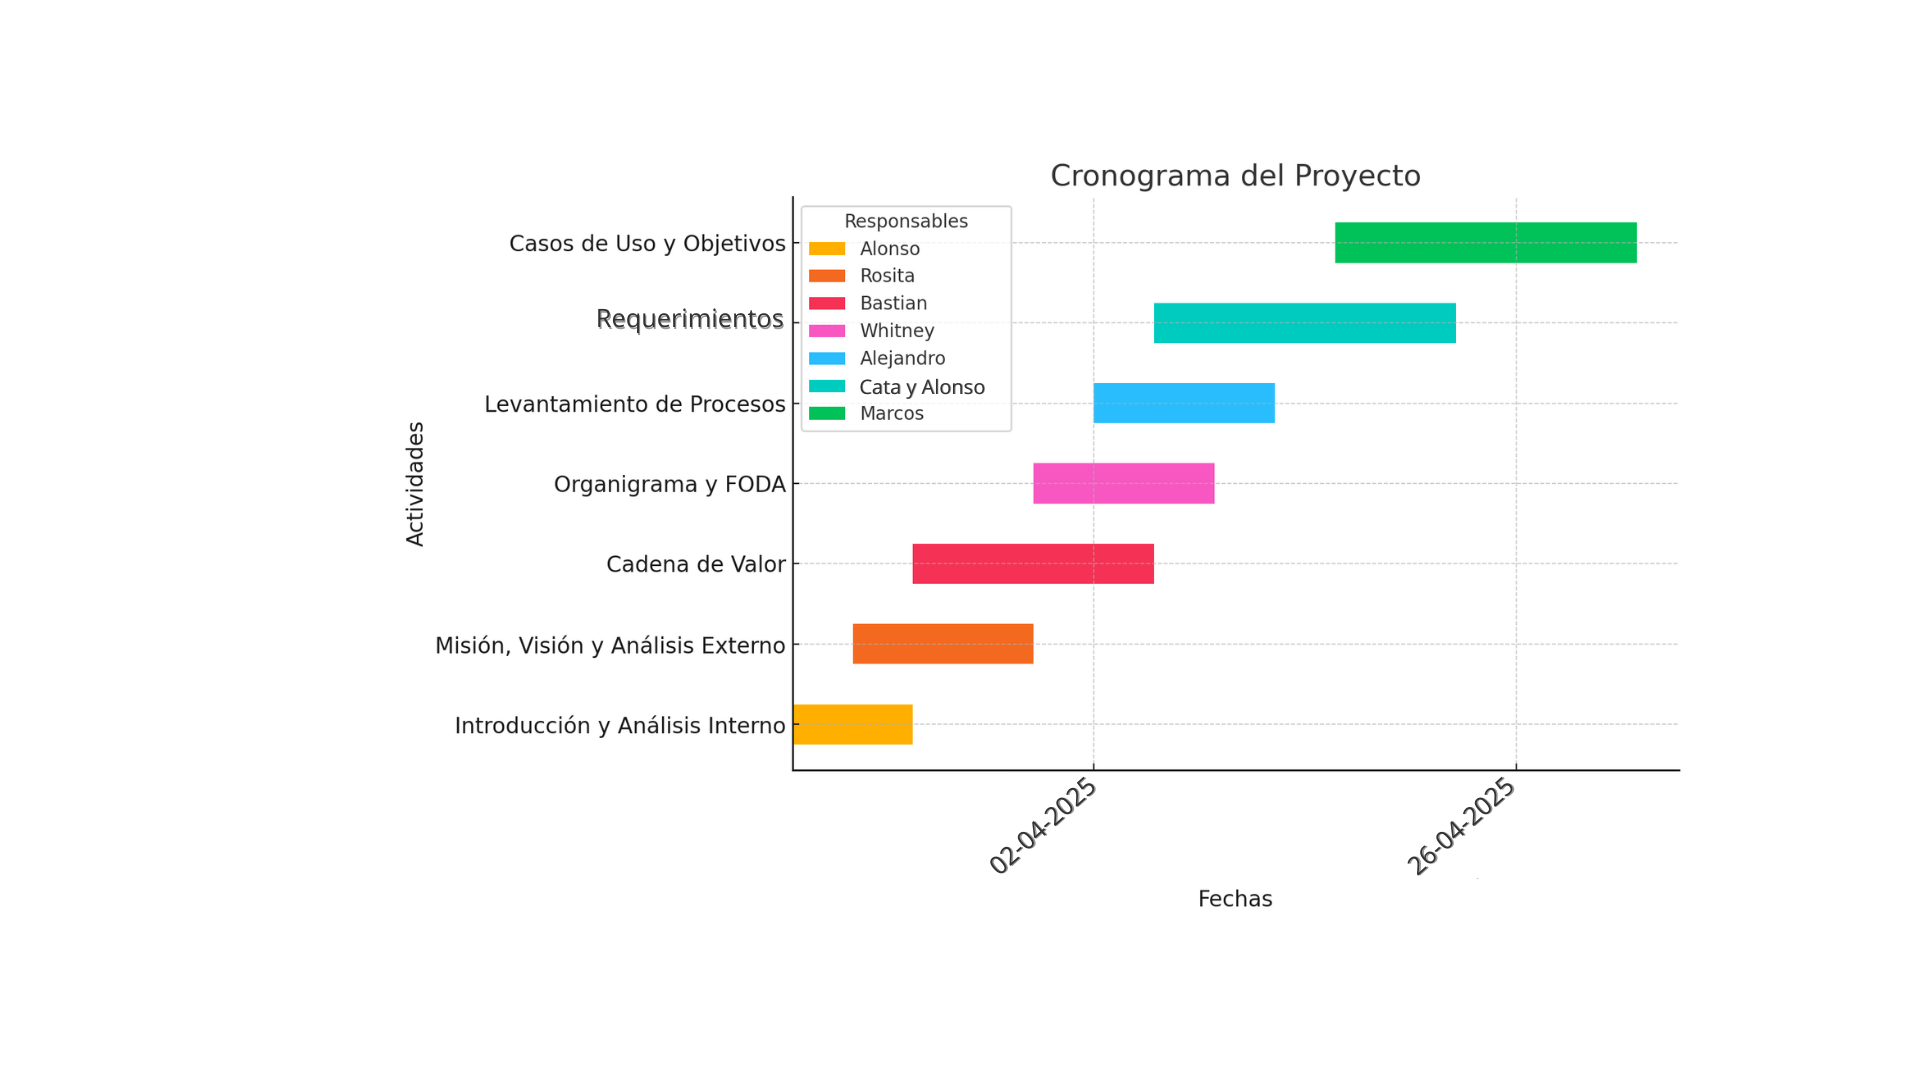 Cronograma del Proyecto
Responsables
Alonso
Rosita
Bastian
Whitney
Alejandro
Cata y Alonso
Marcos
Actividades
Casos de Uso y Objetivos
Requerimientos
Levantamiento de Procesos
Organigrama y FODA
Cadena de Valor
Misión, Visión y Análisis Externo
Introducción y Análisis Interno
02-04-2025
26-04-2025
Fechas